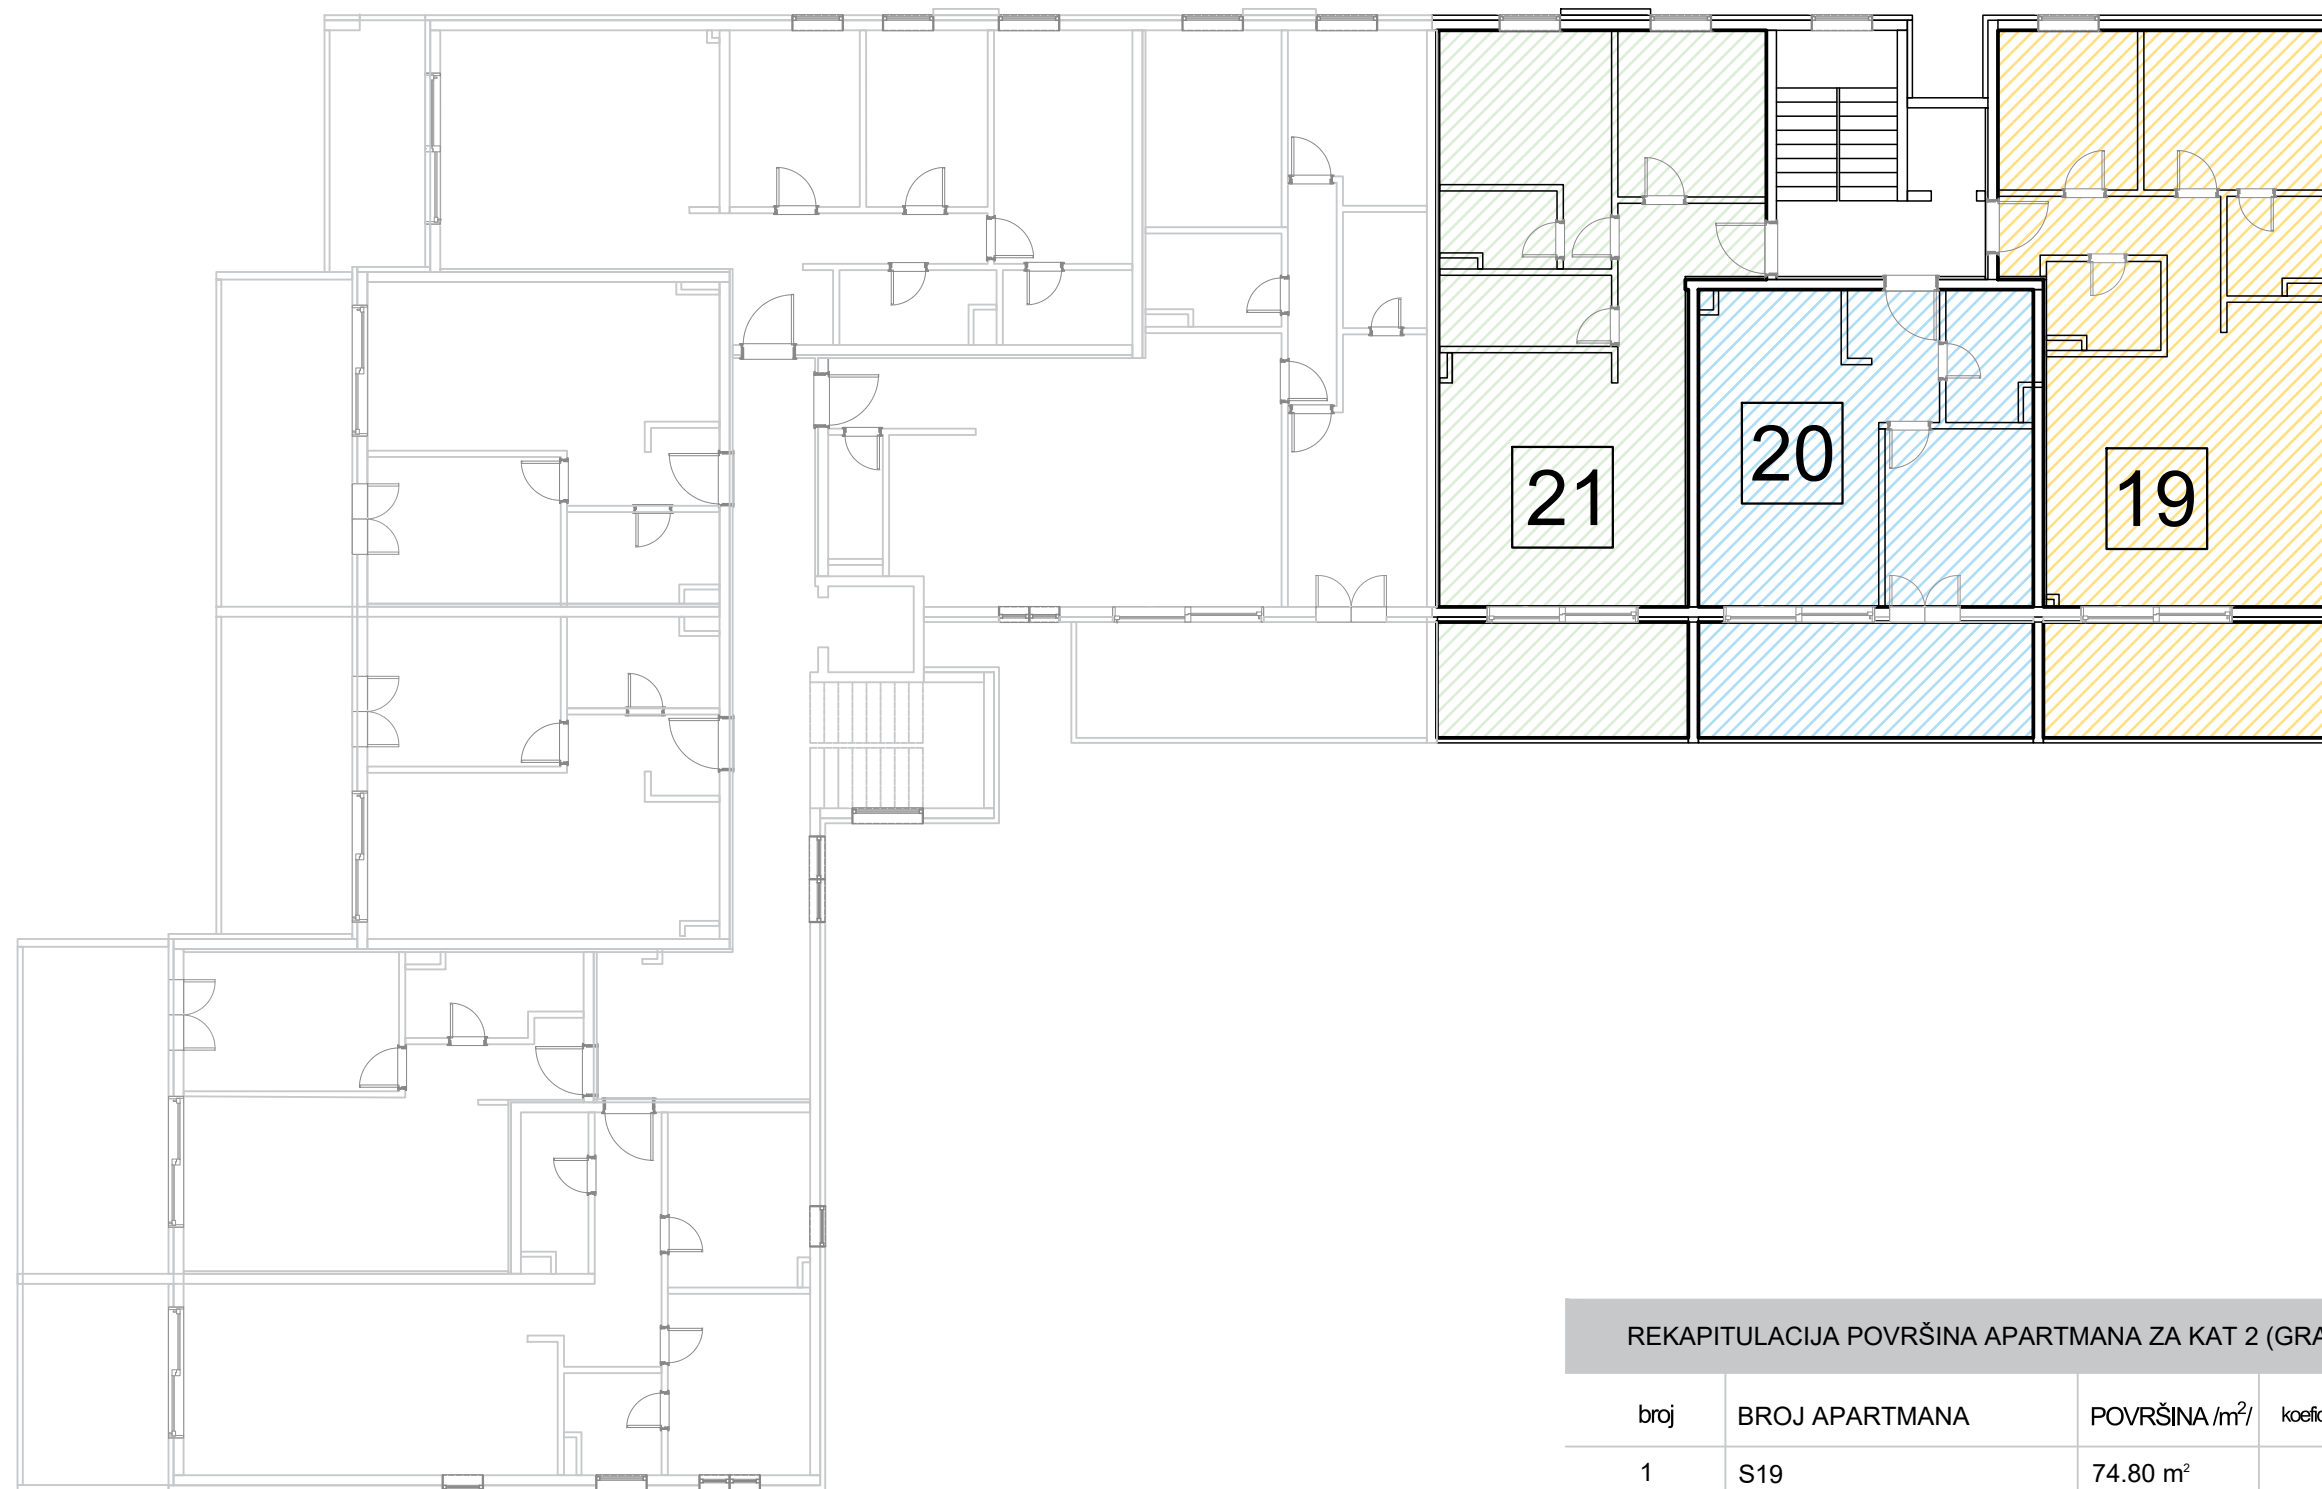 21
20
19
REKAPITULACIJA POVRŠINA APARTMANA ZA KAT 2
broj BROJ APARTMANA POVRŠINA /m²/
1 S19 74.80 m²